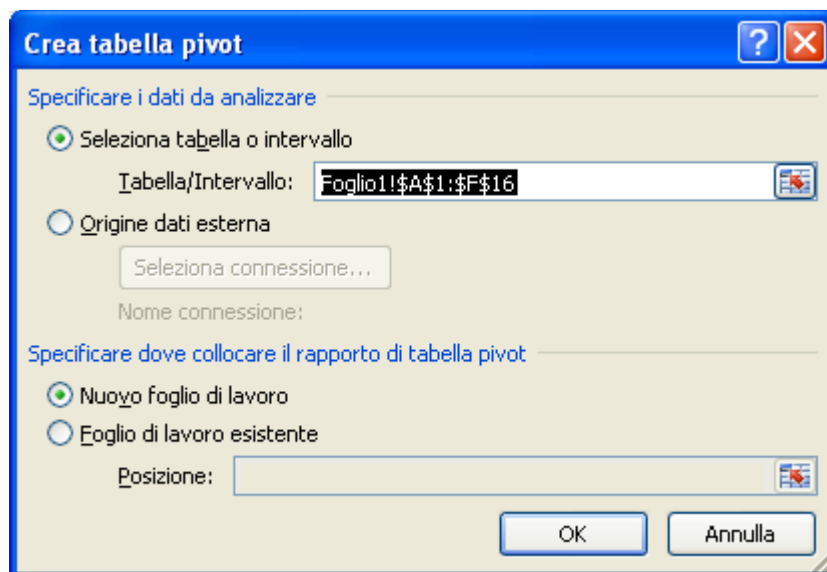 Crea tabella pivot
Specificare i dati da analizzare
Seleziona tabella o intervallo
Tabella/Intervallo: Foglio1!$A$1:$F$16
Origine dati esterna
Seleziona connessione...
Nome connessione:
Specificare dove collocare il rapporto di tabella pivot
Nuovo foglio di lavoro
Foglio di lavoro esistente
Posizione:
OK Annulla